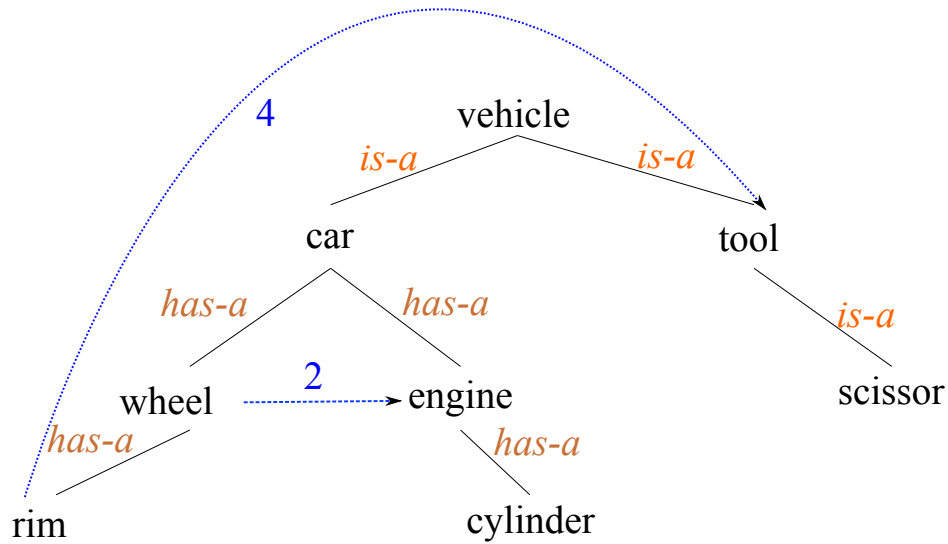 4
vehicle
is-a
is-a
car
tool
has-a
has-a
is-a
2
wheel
engine
scissor
has-a
has-a
rim
cylinder